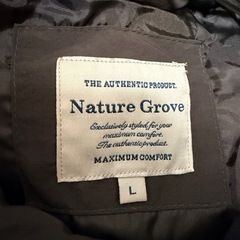 THE AUTHENTIC PRODUCT.
Nature Grove
Exclusively styled for your
maximum comfort.
The authentic product.
MAXIMUM COMFORT
L